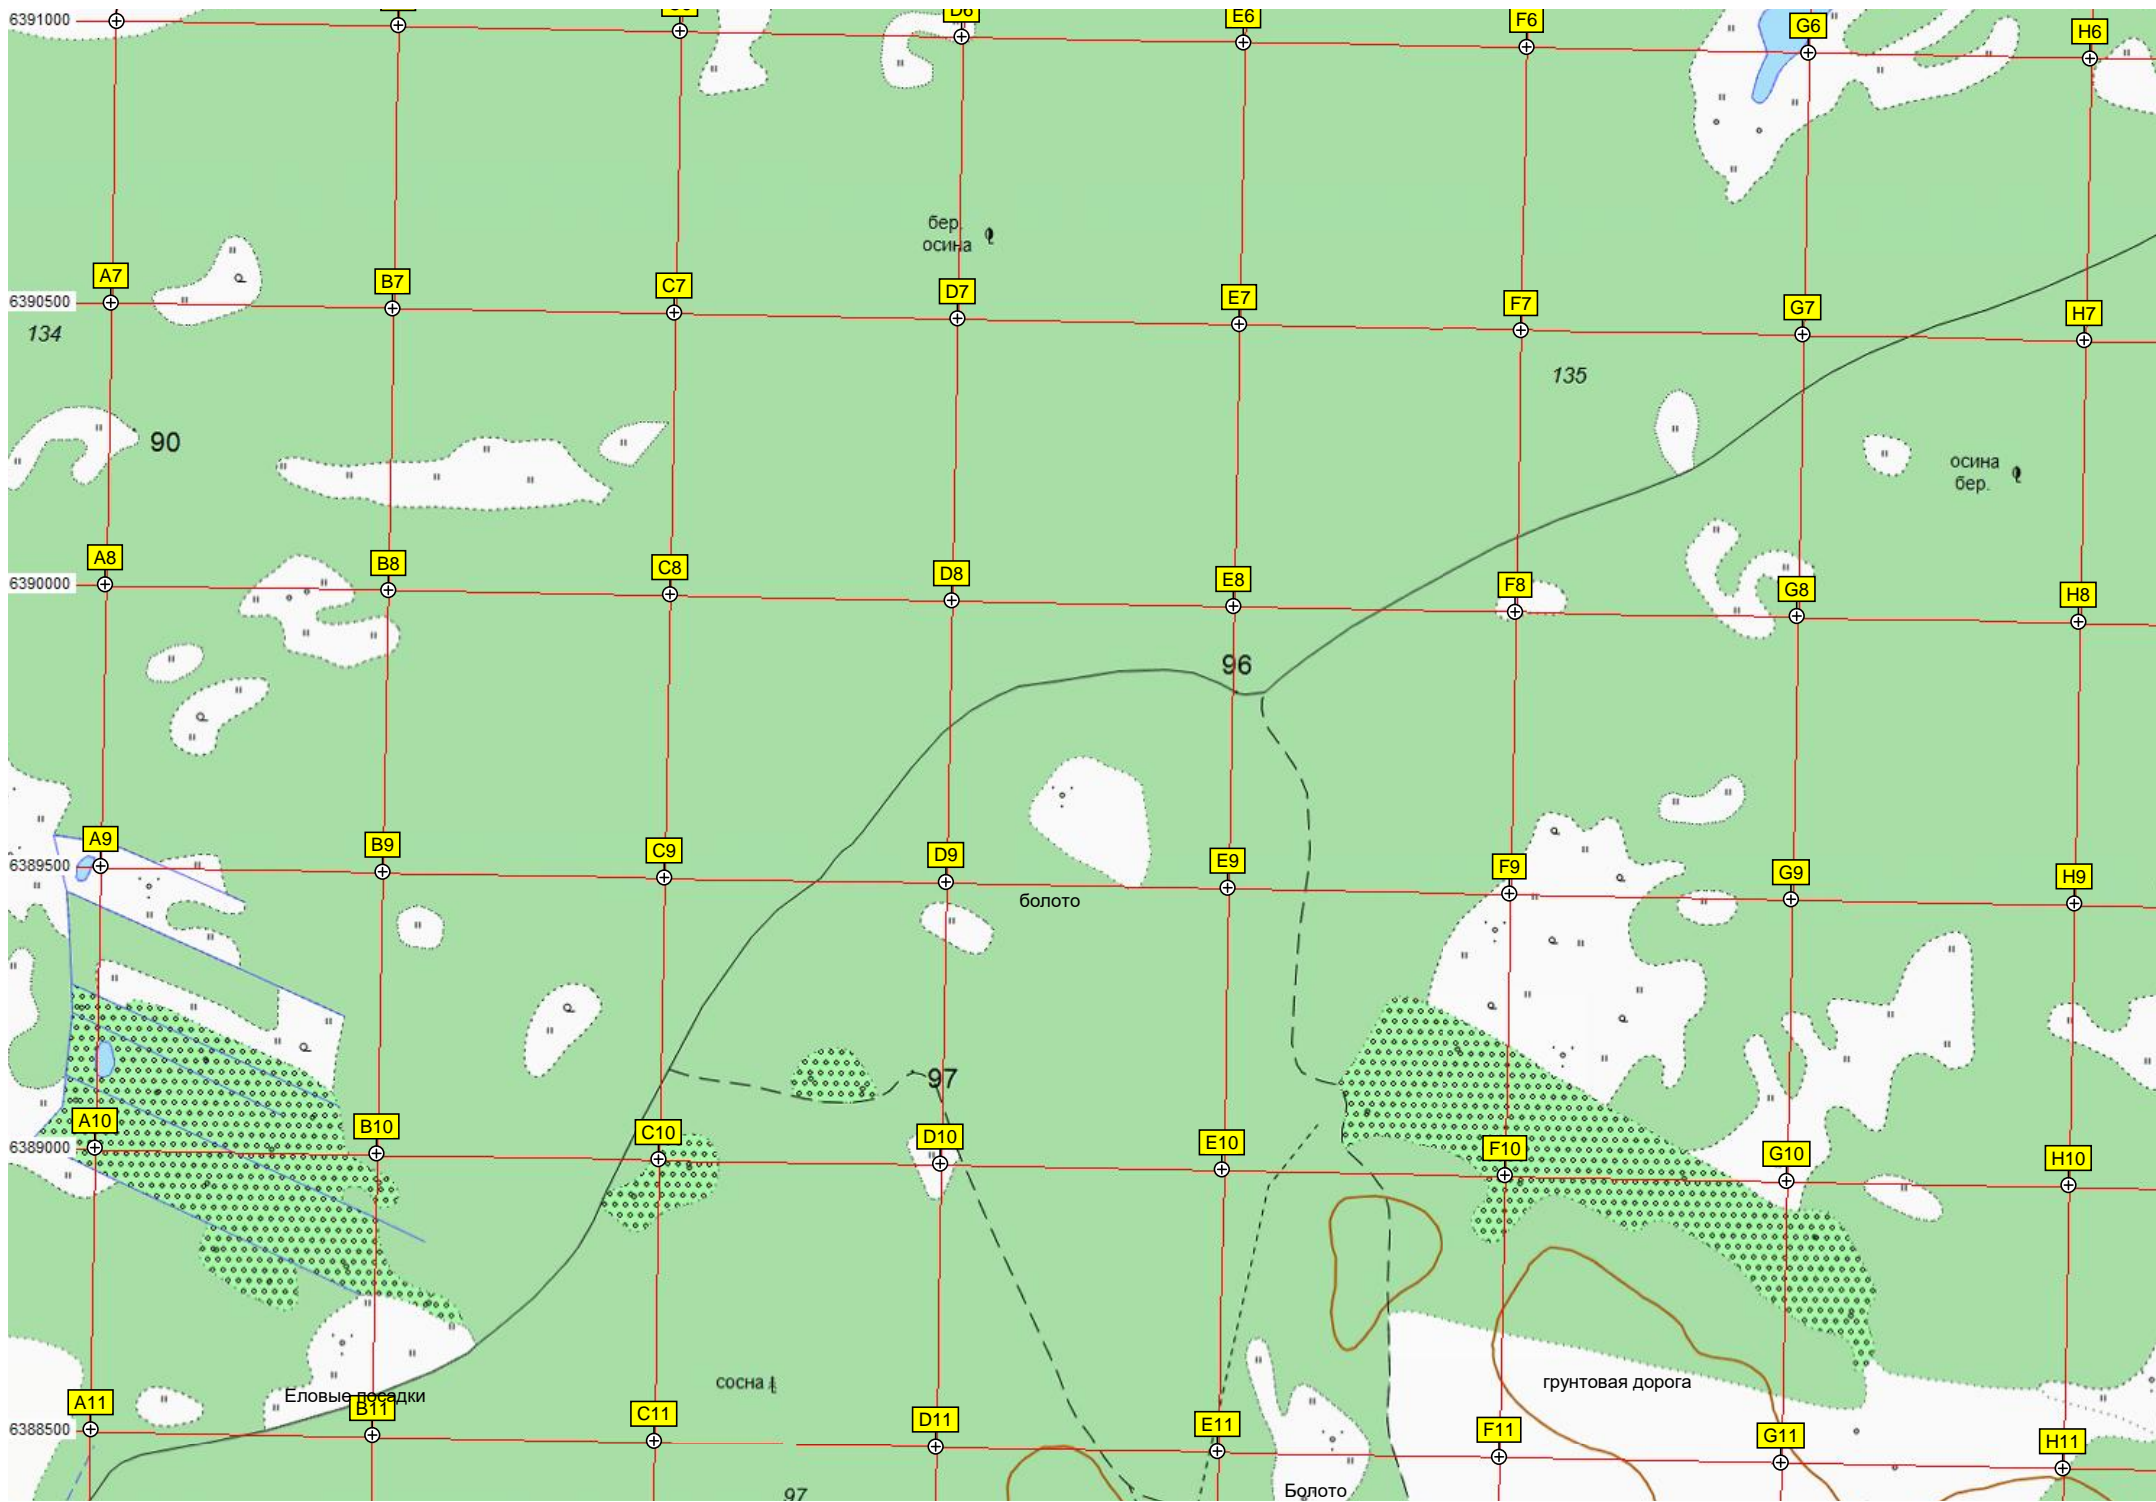 6391000
D6
E6
F6
G6
H6
бер.
осина
A7
B7
C7
D7
E7
F7
G7
H7
6390500
134
135
90
осина
бер.
A8
B8
C8
D8
E8
F8
G8
H8
6390000
96
A9
B9
C9
D9
E9
F9
G9
H9
6389500
болото
97
A10
B10
C10
D10
E10
F10
G10
H10
6389000
сосна
грунтовая дорога
Еловые посадки
A11
B11
C11
D11
E11
F11
G11
H11
6388500
Болото
97